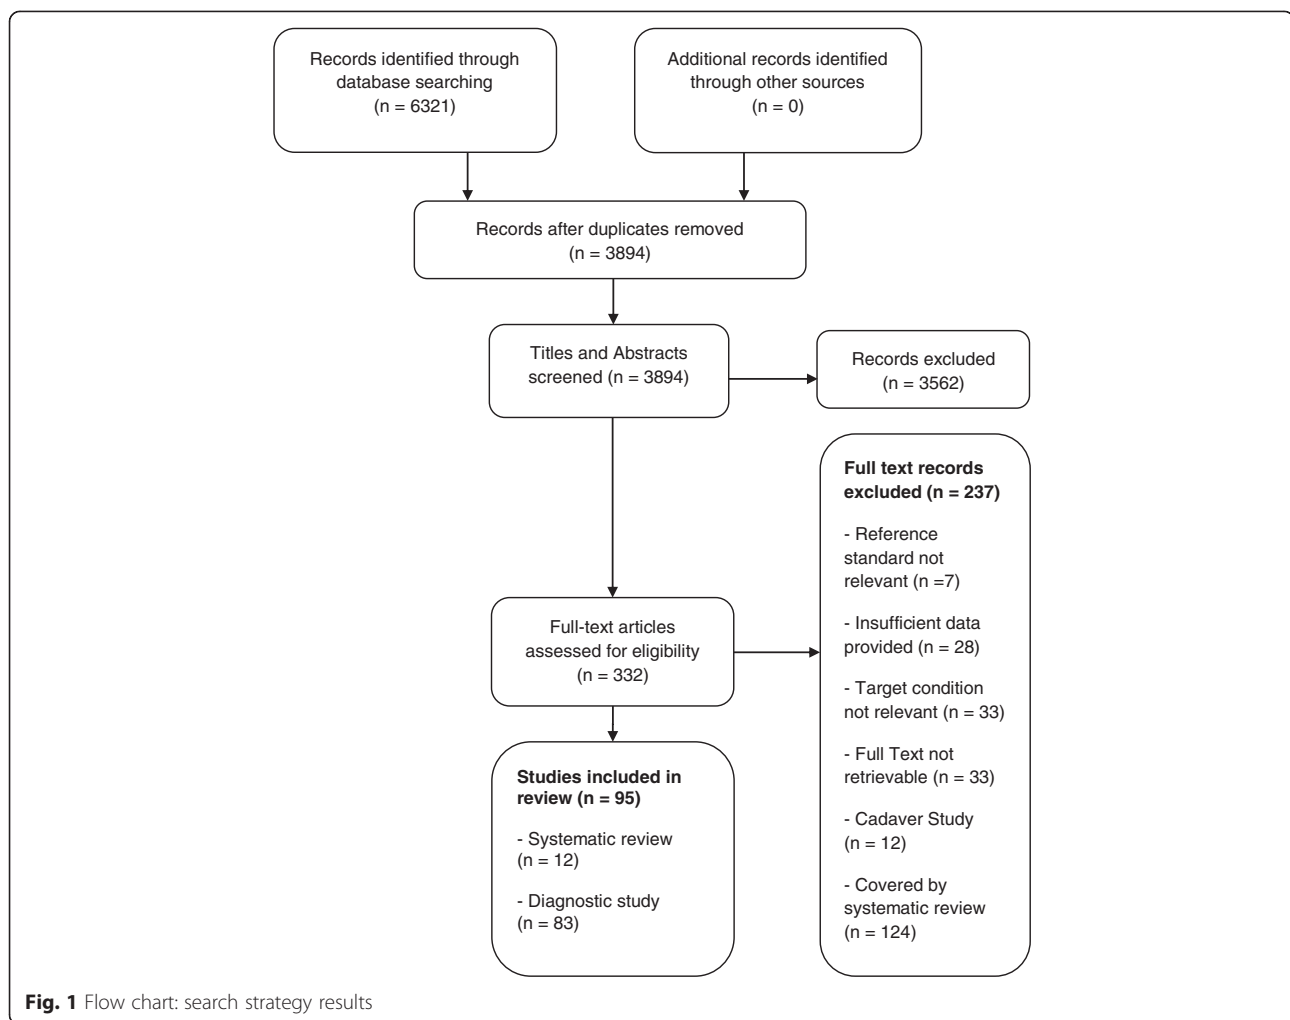 Records identified through
database searching
(n = 6321)
Additional records identified
through other sources
(n = 0)
Records after duplicates removed
(n = 3894)
Titles and Abstracts
screened (n = 3894)
Records excluded
(n = 3562)
Full-text articles
assessed for eligibility
(n = 332)
Full text records
excluded (n = 237)
- Reference
standard not
relevant (n =7)
- Insufficient data
provided (n = 28)
- Target condition
not relevant (n = 33)
- Full Text not
retrievable (n = 33)
- Cadaver Study
(n = 12)
- Covered by
systematic review
(n = 124)
Studies included in
review (n = 95)
- Systematic review
(n = 12)
- Diagnostic study
(n = 83)
Fig. 1 Flow chart: search strategy results